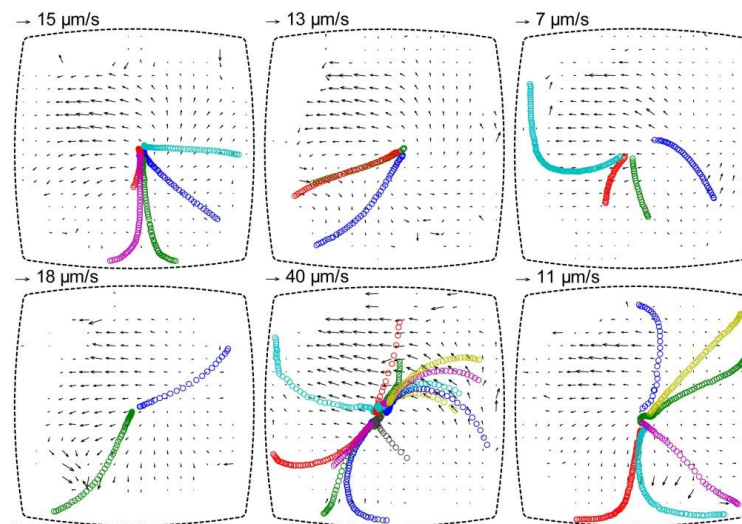 → 15 µm/s
→ 13 µm/s
→ 7 µm/s
→ 18 µm/s
→ 40 µm/s
→ 11 µm/s